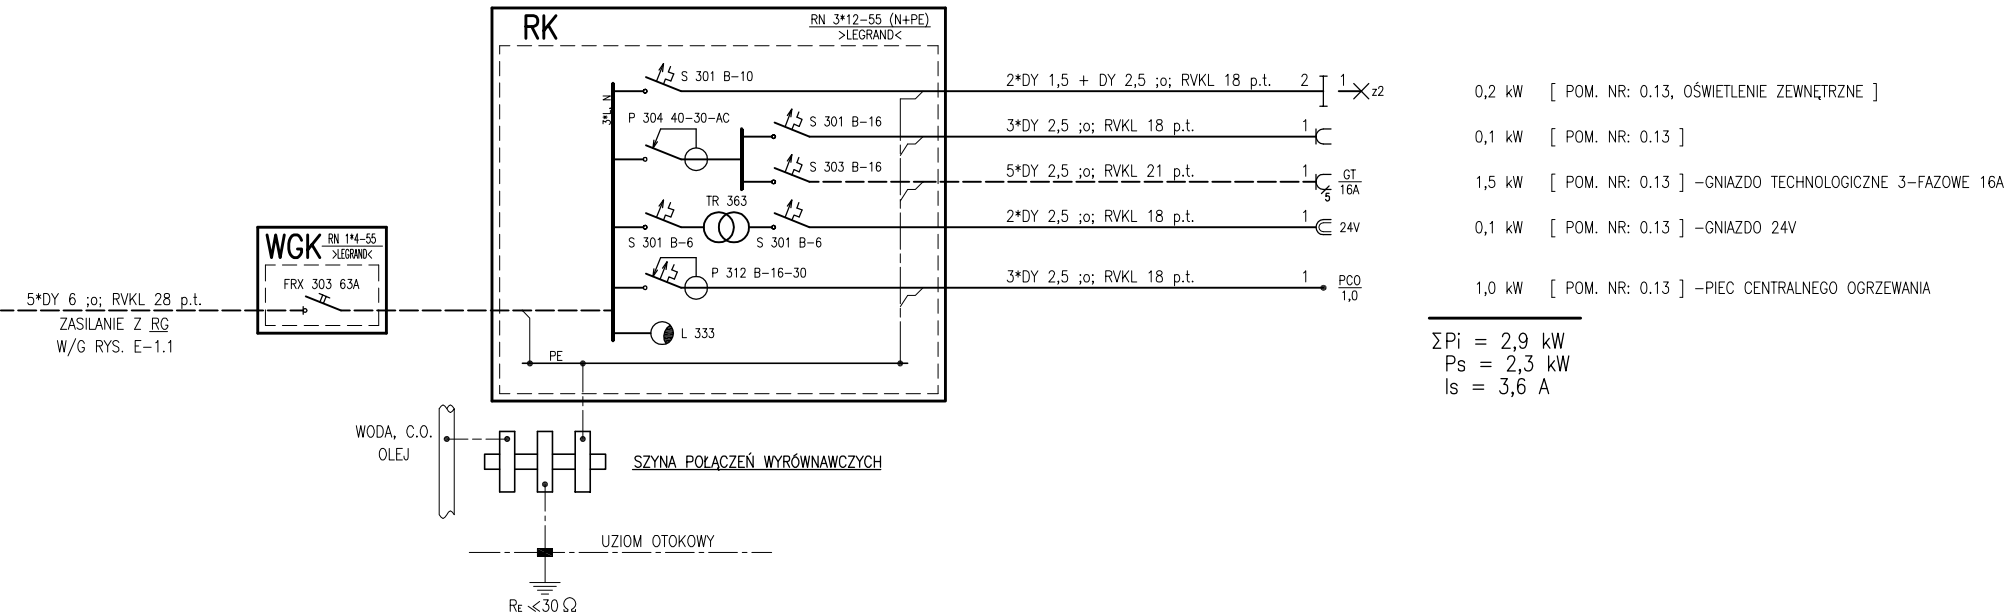 RK
RN 3*12-55 (N+PE)
>LEGRAND<
3*L, N
S 301 B-10
2*DY 1,5 + DY 2,5 ;o; RVKL 18 p.t.
2
1
z2
0,2 kW [ POM. NR: 0.13, OŚWIETLENIE ZEWNĘTRZNE ]
P 304 40-30-AC
S 301 B-16
3*DY 2,5 ;o; RVKL 18 p.t.
1
0,1 kW [ POM. NR: 0.13 ]
S 303 B-16
5*DY 2,5 ;o; RVKL 21 p.t.
1
5
GT
16A
1,5 kW [ POM. NR: 0.13 ] -GNIAZDO TECHNOLOGICZNE 3-FAZOWE 16A
TR 363
S 301 B-6
S 301 B-6
2*DY 2,5 ;o; RVKL 18 p.t.
1
24V
0,1 kW [ POM. NR: 0.13 ] -GNIAZDO 24V
P 312 B-16-30
3*DY 2,5 ;o; RVKL 18 p.t.
1
PCO
1,0
1,0 kW [ POM. NR: 0.13 ] -PIEC CENTRALNEGO OGRZEWANIA
L 333
PE
WGK
RN 1*4-55
>LEGRAND<
FRX 303 63A
5*DY 6 ;o; RVKL 28 p.t.
ZASILANIE Z RG
W/G RYS. E-1.1
ΣPi = 2,9 kW
Ps = 2,3 kW
Is = 3,6 A
WODA, C.O.
OLEJ
SZYNA POŁĄCZEŃ WYRÓWNAWCZYCH
UZIOM OTOKOWY
RE ≪30 Ω